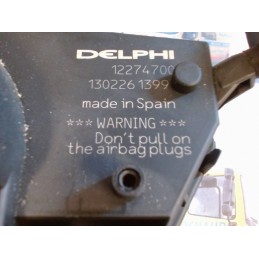 DELPHI
12274700
130226 1399
made in Spain
*** WARNING ***
Don't pull on
the airbag plugs